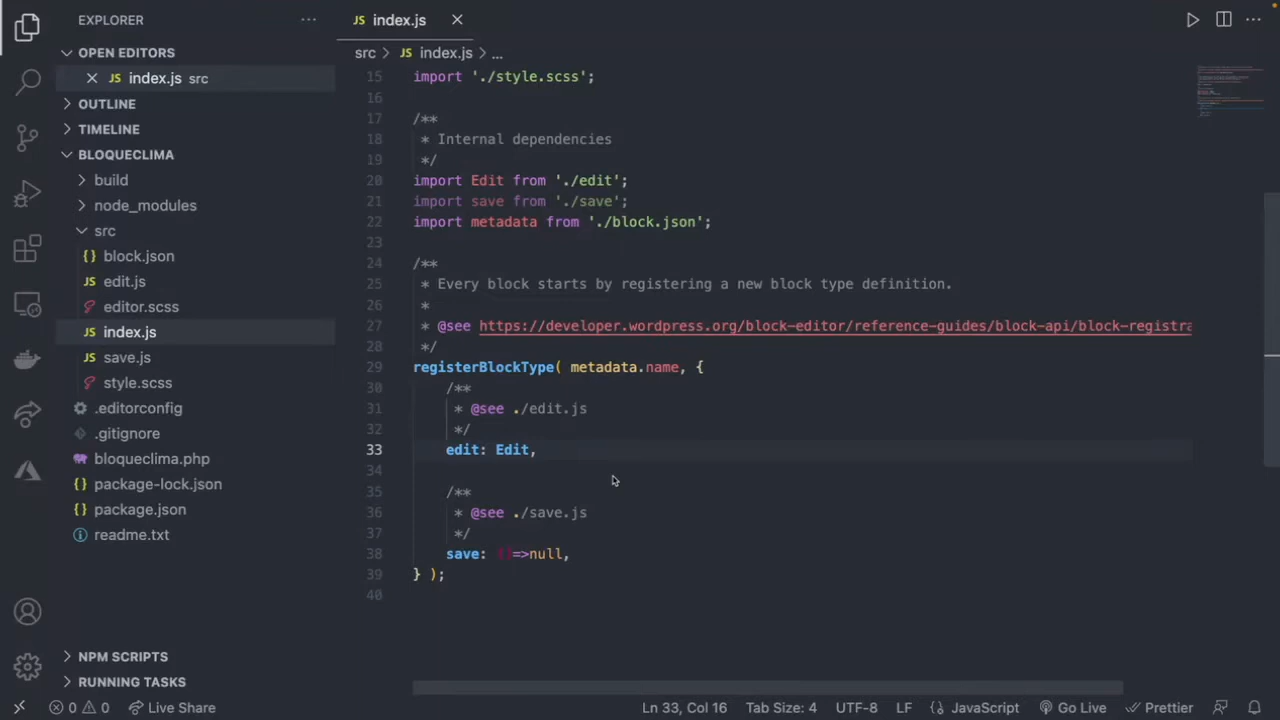 EXPLORER
OPEN EDITORS
JS index.js src
OUTLINE
TIMELINE
BLOQUECLIMA
build
node_modules
src
{} block.json
JS edit.js
editor.scss
JS index.js
JS save.js
style.scss
.editorconfig
.gitignore
bloqueclima.php
{} package-lock.json
{} package.json
readme.txt
NPM SCRIPTS
RUNNING TASKS
JS index.js
src > JS index.js > ...
15 import './style.scss';
16
17 /**
18  * Internal dependencies
19  */
20 import Edit from './edit';
21 import save from './save';
22 import metadata from './block.json';
23
24 /**
25  * Every block starts by registering a new block type definition.
26  *
27  * @see https://developer.wordpress.org/block-editor/reference-guides/block-api/block-registra
28  */
29 registerBlockType( metadata.name, {
30     /**
31      * @see ./edit.js
32      */
33     edit: Edit,
34
35     /**
36      * @see ./save.js
37      */
38     save: ()=>null,
39 } );
40
0 0 Live Share Ln 33, Col 16 Tab Size: 4 UTF-8 LF {} JavaScript Go Live Prettier